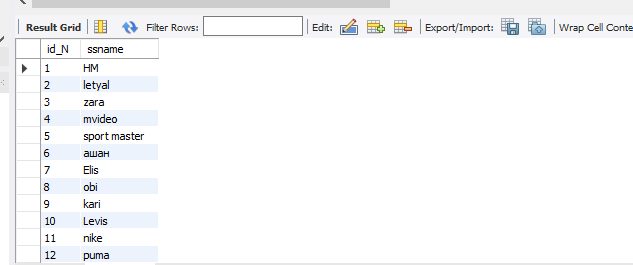 Result Grid Filter Rows: Edit: Export/Import: Wrap Cell Conte
id_N ssname
1 HM
2 letyal
3 zara
4 mvideo
5 sport master
6 ашан
7 Elis
8 obi
9 kari
10 Levis
11 nike
12 puma